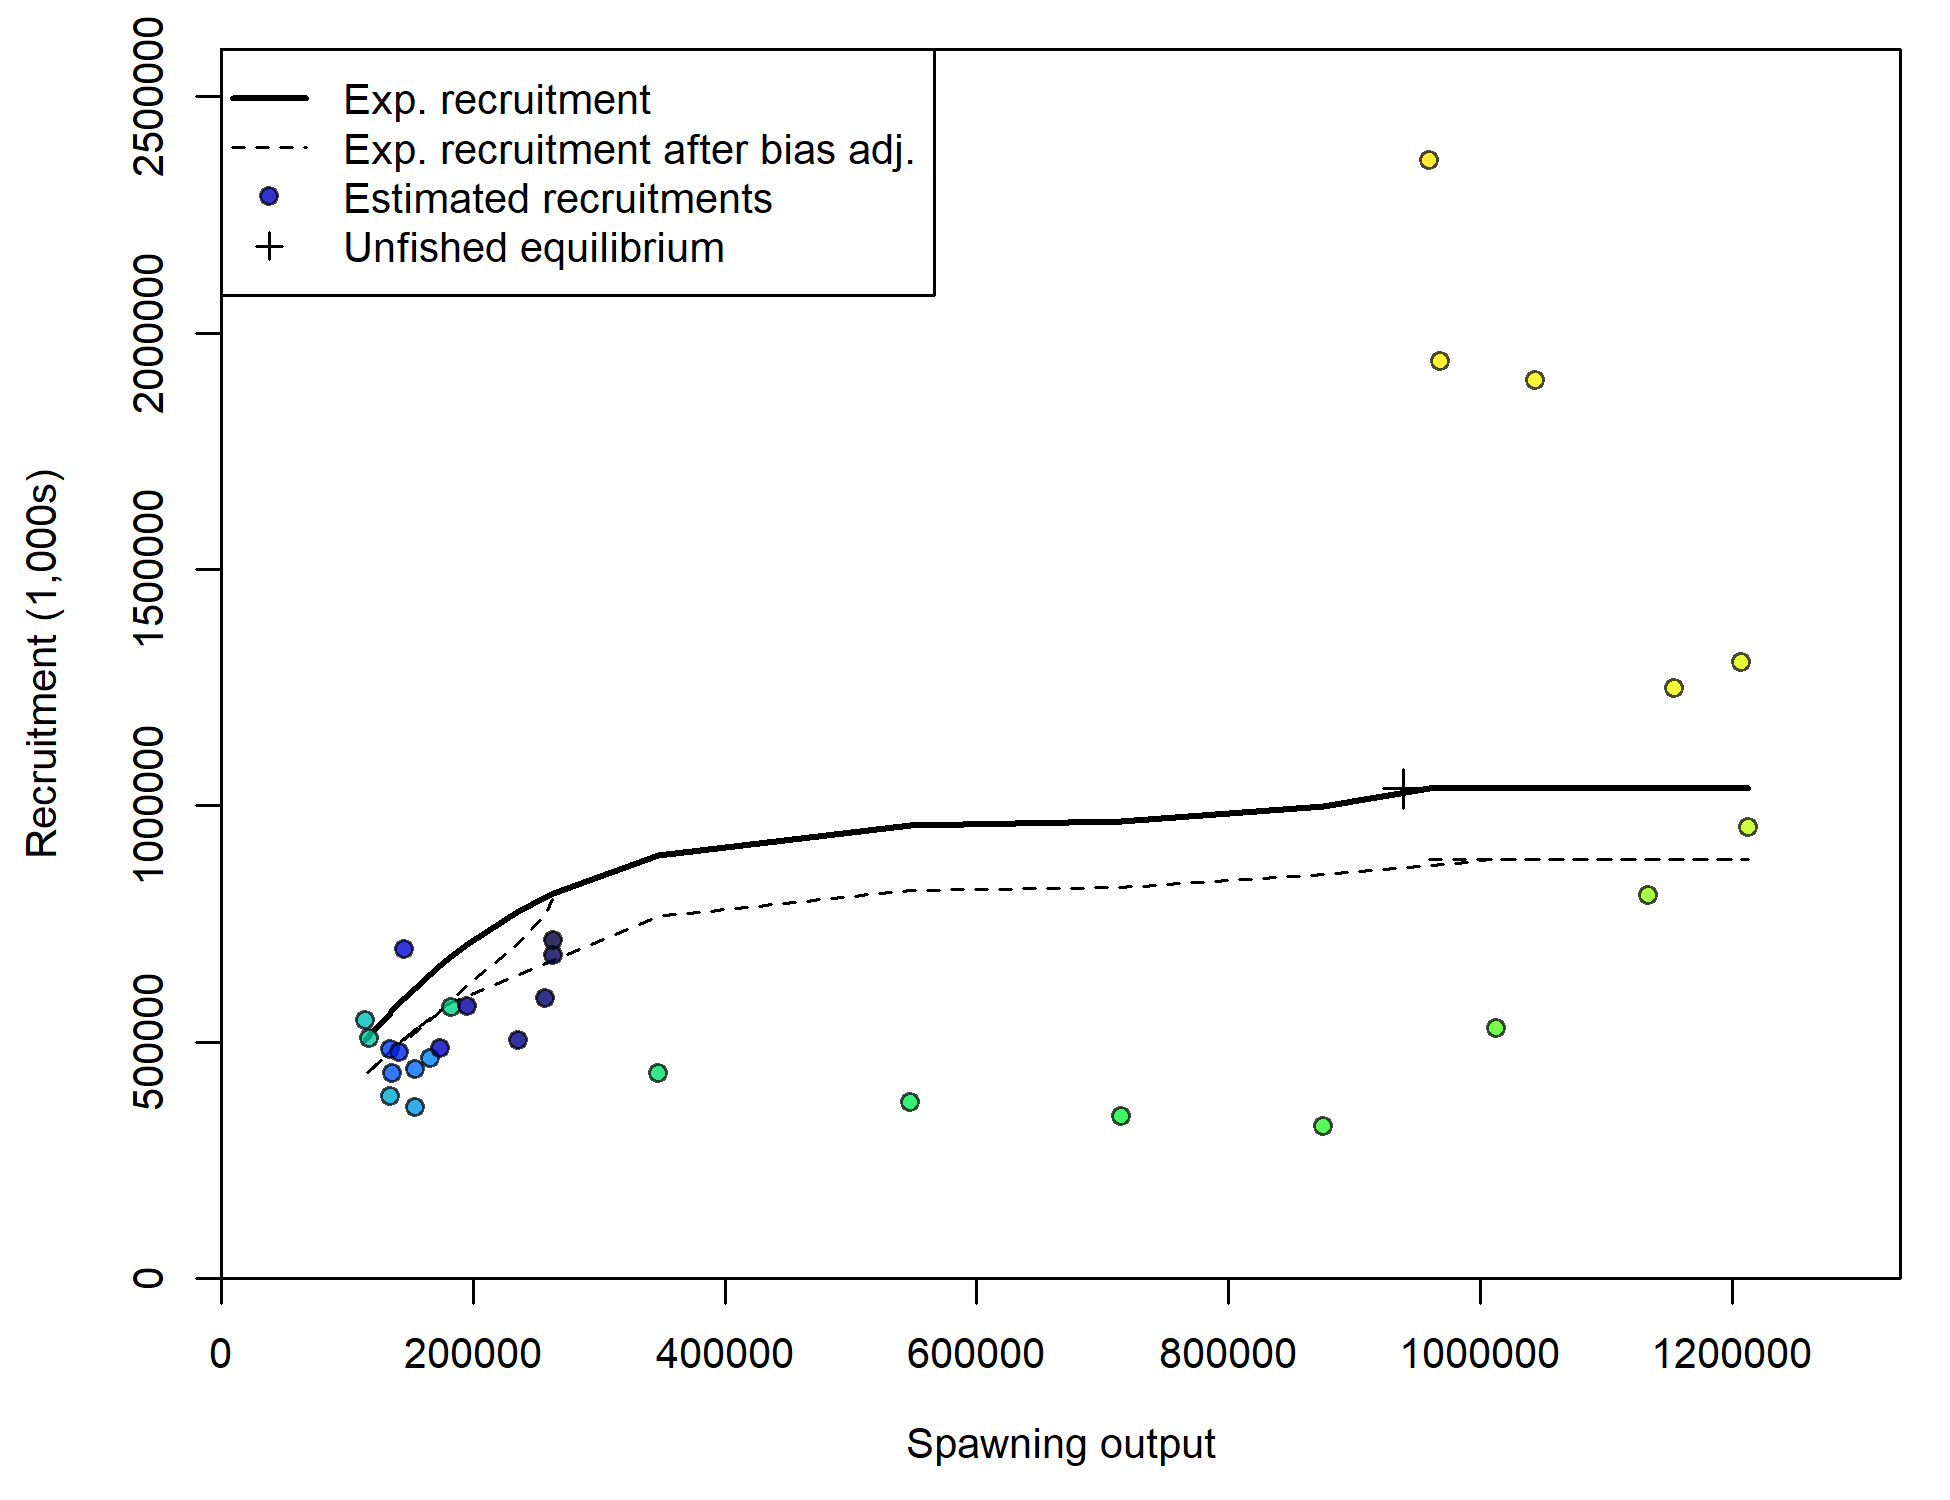 Exp. recruitment
Exp. recruitment after bias adj.
Estimated recruitments
Unfished equilibrium
Recruitment (1,000s)
2500000
2000000
1500000
1000000
500000
0
0 200000 400000 600000 800000 1000000 1200000
Spawning output